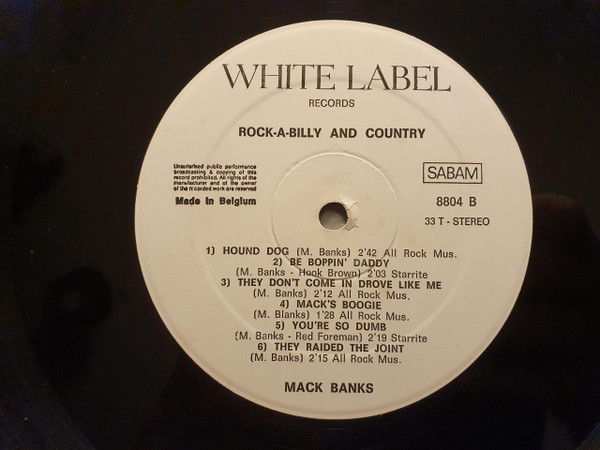 WHITE LABEL
RECORDS
ROCK-A-BILLY AND COUNTRY
Unauthorised public performance
broadcasting & copying of this
record prohibited. All rights of the
manufacturer and of the owner
of the recorded work are reserved
Made in Belgium
SABAM
8804 B
33 T - STEREO
1) HOUND DOG (M. Banks) 2'42 All Rock Mus.
2) BE BOPPIN' DADDY
(M. Banks - Hook Brown) 2'03 Starrite
3) THEY DON'T COME IN DROVE LIKE ME
(M. Banks) 2'12 All Rock Mus.
4) MACK'S BOOGIE
(M. Blanks) 1'28 All Rock Mus.
5) YOU'RE SO DUMB
(M. Banks - Red Foreman) 2'19 Starrite
6) THEY RAIDED THE JOINT
(M. Banks) 2'15 All Rock Mus.
MACK BANKS